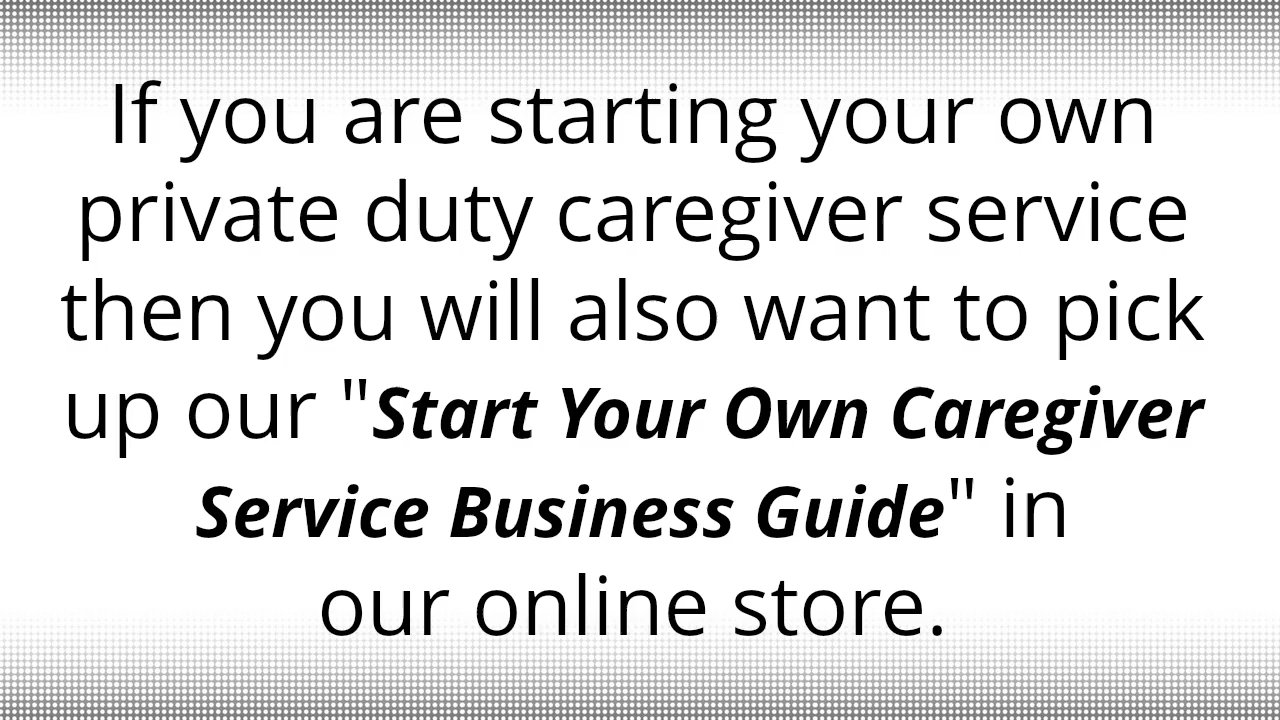 If you are starting your own
private duty caregiver service
then you will also want to pick
up our "Start Your Own Caregiver
Service Business Guide" in
our online store.